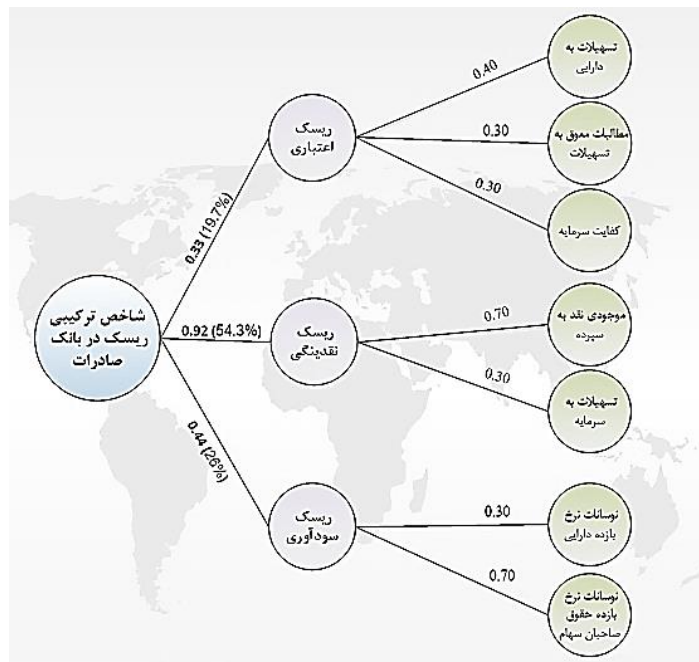 تسهیلات به
دارایی
0.40
ریسک
اعتباری
0.30
مطالبات معوق به
تسهیلات
0.30
کفایت سرمایه
0.33 (19.7%)
شاخص ترکیبی
ریسک در بانک
صادرات
0.92 (54.3%)
ریسک
نقدینگی
0.70
موجودی نقد به
سپرده
0.30
تسهیلات به
سرمایه
0.44 (26%)
ریسک
سودآوری
0.30
نوسانات نرخ
بازده دارایی
0.70
نوسانات نرخ
بازده حقوق
صاحبان سهام